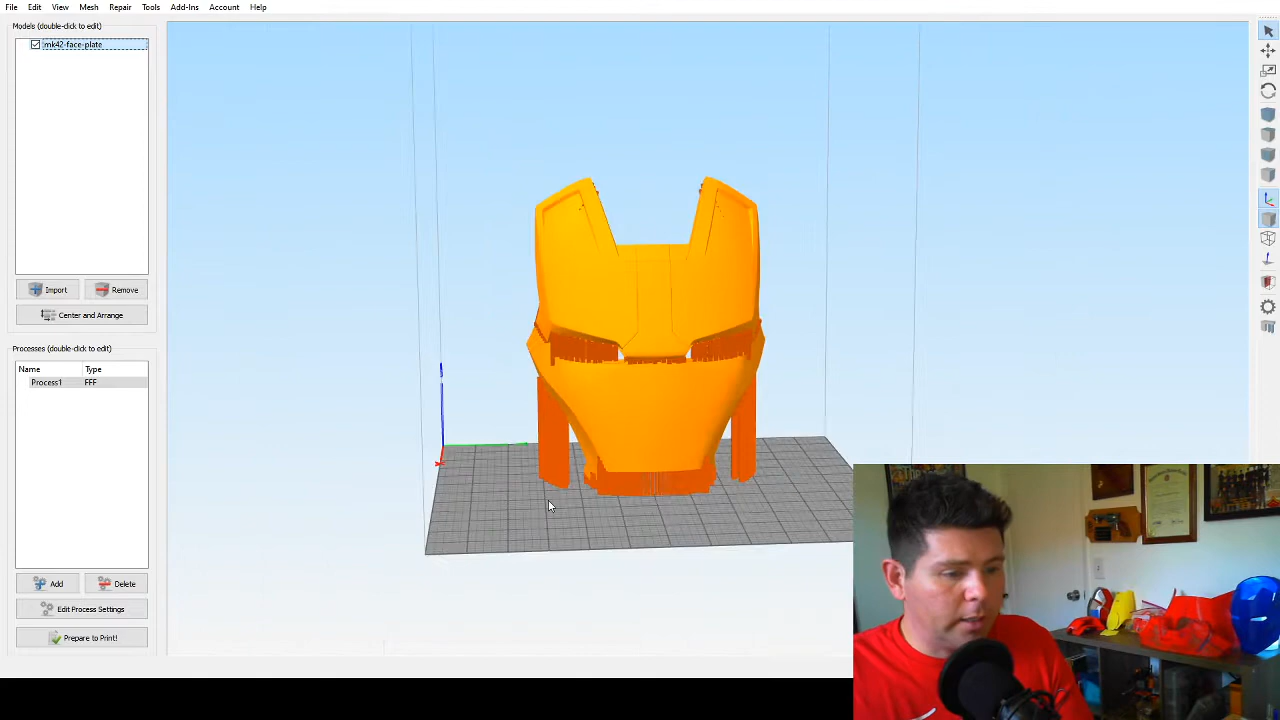 File Edit View Mesh Repair Tools Add-Ins Account Help
Models (double-click to edit)
mk42-face-plate
Import Remove
Center and Arrange
Processes (double-click to edit)
Name Type
Process1 FFF
Add Delete
Edit Process Settings
Prepare to Print!